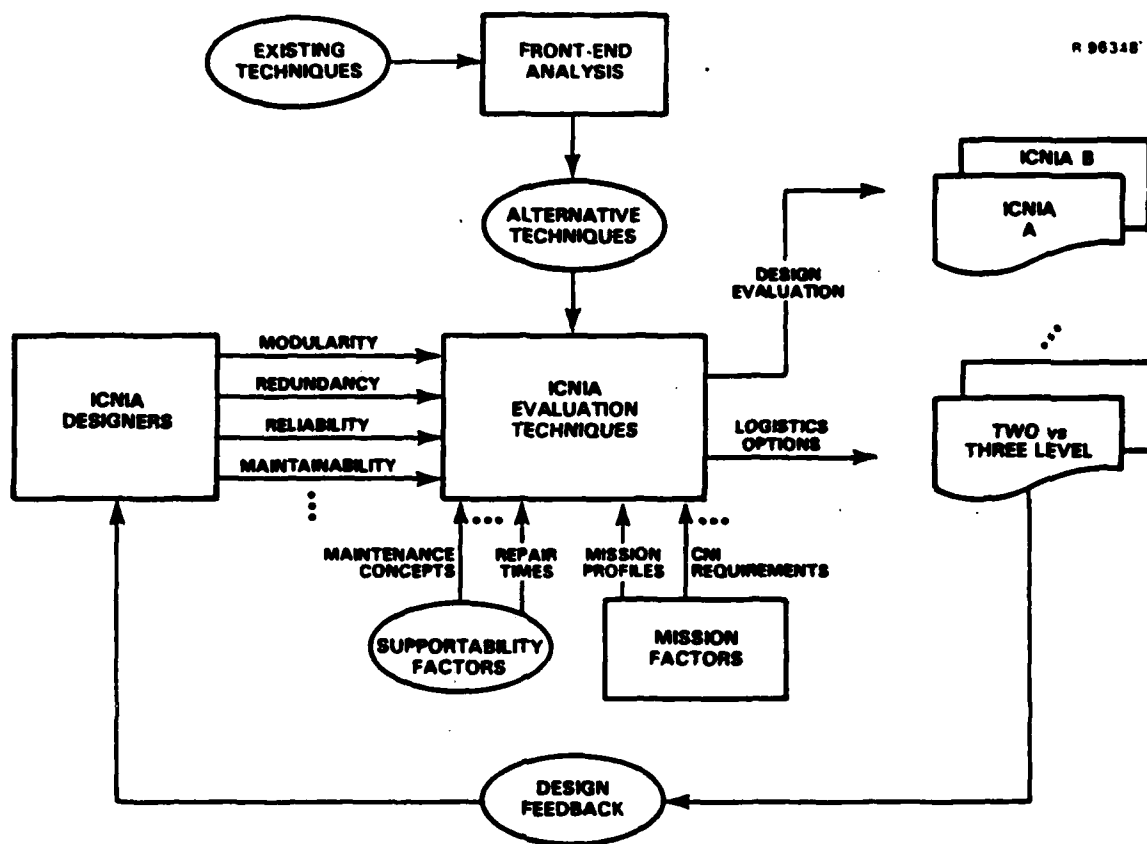 EXISTING
TECHNIQUES
FRONT-END
ANALYSIS
R 96348
ALTERNATIVE
TECHNIQUES
ICNIA B
ICNIA
A
DESIGN
EVALUATION
ICNIA
DESIGNERS
MODULARITY
REDUNDANCY
RELIABILITY
MAINTAINABILITY
ICNIA
EVALUATION
TECHNIQUES
LOGISTICS
OPTIONS
TWO vs
THREE LEVEL
MAINTENANCE
CONCEPTS
REPAIR
TIMES
MISSION
PROFILES
CNI
REQUIREMENTS
SUPPORTABILITY
FACTORS
MISSION
FACTORS
DESIGN
FEEDBACK